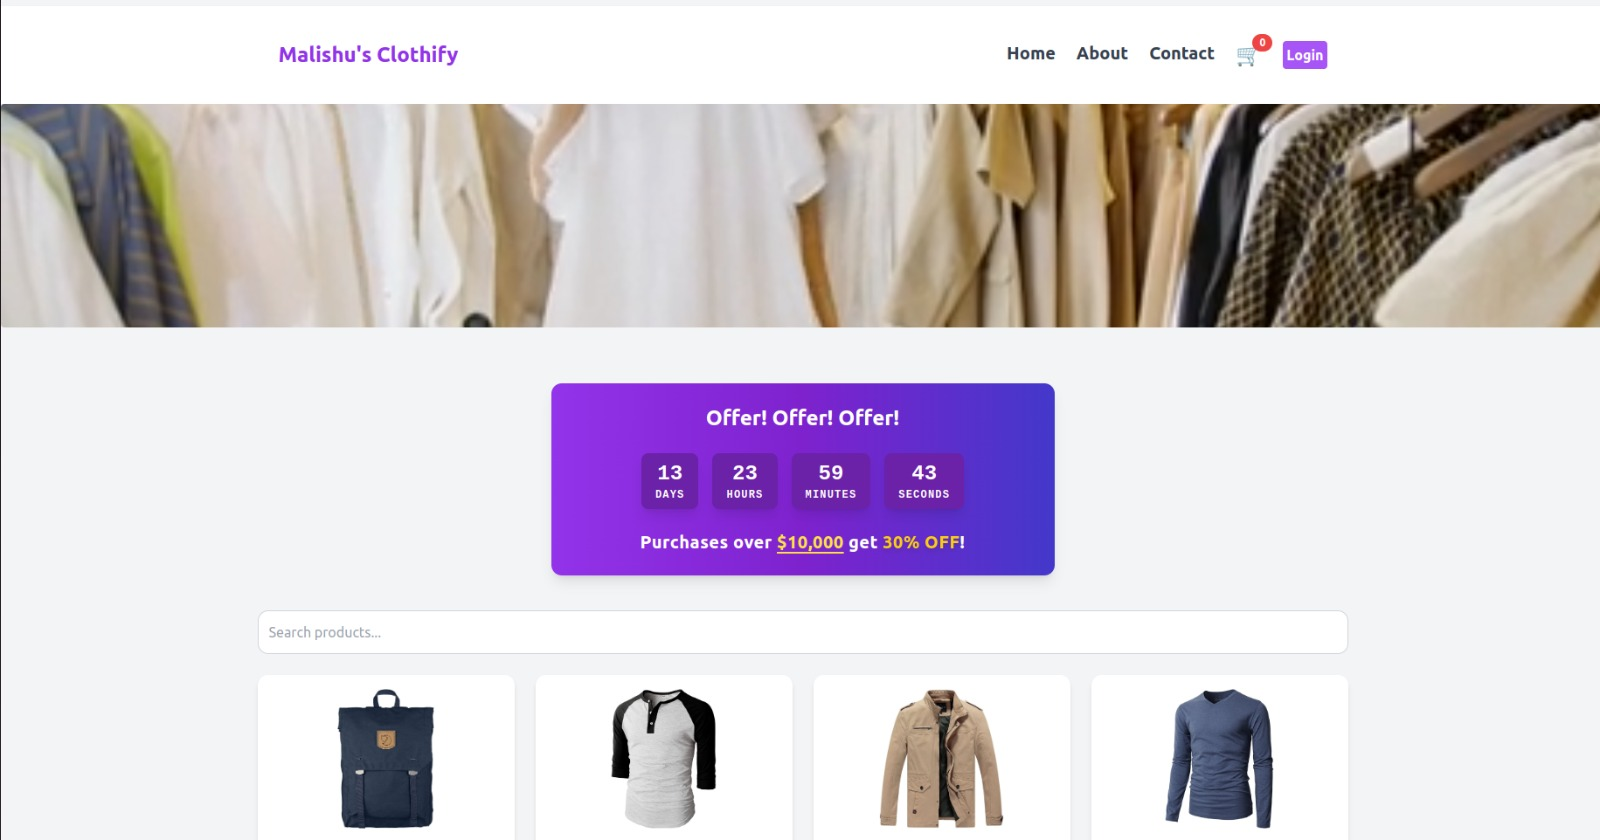 Malishu's Clothify
Home About Contact 0 Login
Offer! Offer! Offer!
13 23 59 43
DAYS HOURS MINUTES SECONDS
Purchases over $10,000 get 30% OFF!
Search products...